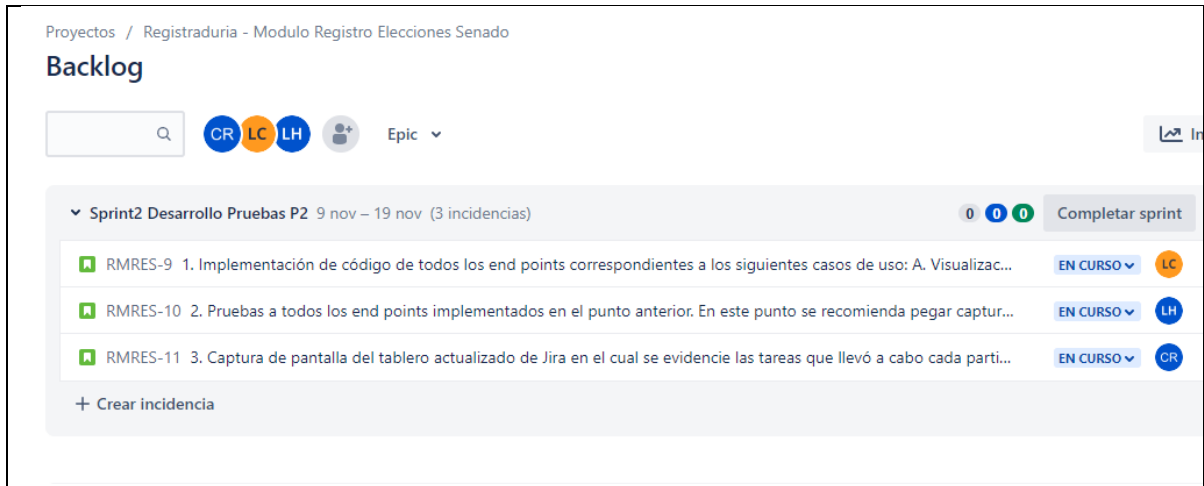 Proyectos / Registraduria - Modulo Registro Elecciones Senado
Backlog
CR LC LH Epic In
Sprint2 Desarrollo Pruebas P2 9 nov – 19 nov (3 incidencias) 0 0 0 Completar sprint
RMRES-9 1. Implementación de código de todos los end points correspondientes a los siguientes casos de uso: A. Visualizac... EN CURSO LC
RMRES-10 2. Pruebas a todos los end points implementados en el punto anterior. En este punto se recomienda pegar captur... EN CURSO LH
RMRES-11 3. Captura de pantalla del tablero actualizado de Jira en el cual se evidencie las tareas que llevó a cabo cada parti... EN CURSO CR
+ Crear incidencia